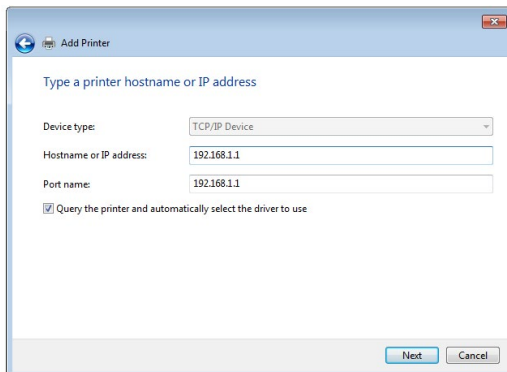 Add Printer
Type a printer hostname or IP address
Device type: TCP/IP Device
Hostname or IP address: 192.168.1.1
Port name: 192.168.1.1
Query the printer and automatically select the driver to use
Next Cancel